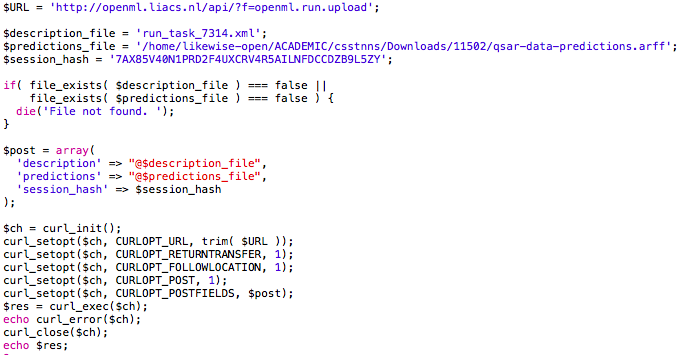 $URL = 'http://openml.liacs.nl/api/?f=openml.run.upload';
$description_file = 'run_task_7314.xml';
$predictions_file = '/home/likewise-open/ACADEMIC/csstnns/Downloads/11502/qsar-data-predictions.arff';
$session_hash = '7AX85V40N1PRD2F4UXCRV4R5AILNFDCCDZB9L5ZY';
if( file_exists( $description_file ) === false ||
    file_exists( $predictions_file ) === false ) {
  die('File not found. ');
}
$post = array(
  'description' => "@$description_file",
  'predictions' => "@$predictions_file",
  'session_hash' => $session_hash
);
$ch = curl_init();
curl_setopt($ch, CURLOPT_URL, trim( $URL ));
curl_setopt($ch, CURLOPT_RETURNTRANSFER, 1);
curl_setopt($ch, CURLOPT_FOLLOWLOCATION, 1);
curl_setopt($ch, CURLOPT_POST, 1);
curl_setopt($ch, CURLOPT_POSTFIELDS, $post);
$res = curl_exec($ch);
echo curl_error($ch);
curl_close($ch);
echo $res;